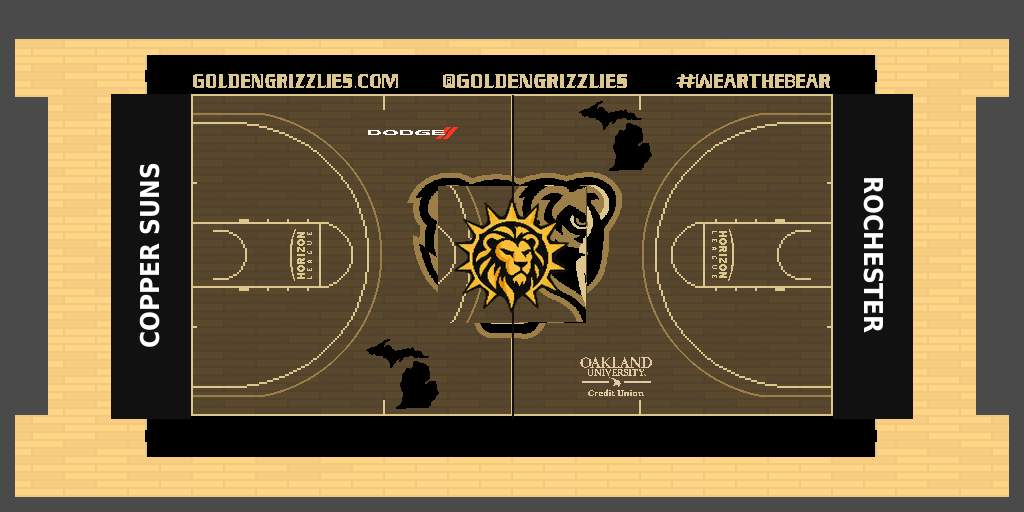 GOLDENGRIZZLIES.COM @GOLDENGRIZZLIES #WEARTHEBEAR
DODGE
COPPER SUNS
HORIZON
LEAGUE
HORIZON
LEAGUE
ROCHESTER
OAKLAND
UNIVERSITY.
Credit Union